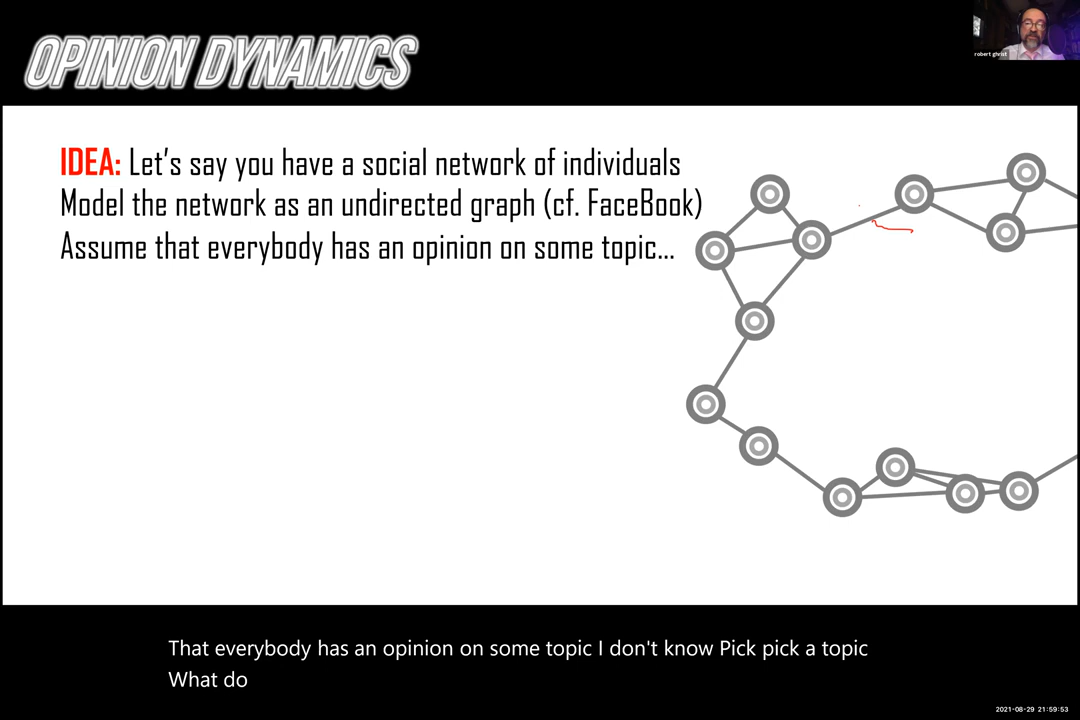 OPINION DYNAMICS
robert ghrist
IDEA: Let's say you have a social network of individuals
Model the network as an undirected graph (cf. FaceBook)
Assume that everybody has an opinion on some topic...
That everybody has an opinion on some topic I don't know Pick pick a topic
What do
2021-08-29 21:59:53